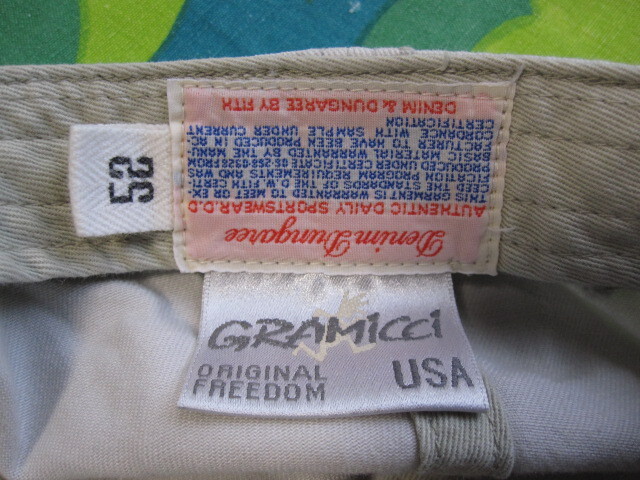 52
Denim Dungaree
AUTHENTIC DAILY SPORTSWEAR.D.D
THIS GARMENT IS WARRANTED TO MEET OR EX-
CEED THE STANDARDS OF D.W.FITH CERTI-
FICATION PROGRAM REQUIREMENTS AND WAS
PRODUCED UNDER CERTIFICATE
BASIC MATERIAL WARRANTED BY THE MANU
FACTURER TO HAVE BEEN PRODUCED IN AC-
CORDANCE WITH SAMPLE UNDER CURRENT
CERTIFICATION
DENIM & DUNGAREE BY FITH
GRAMICCI
ORIGINAL
FREEDOM USA